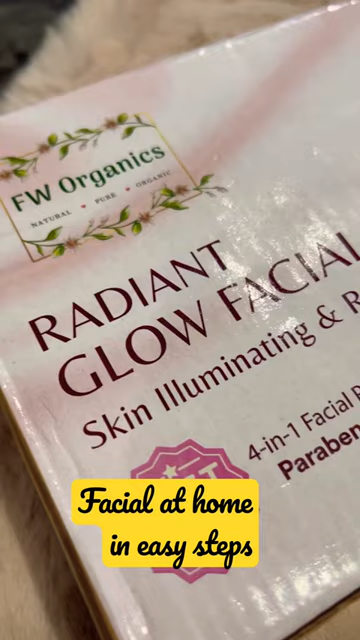 FW Organics
NATURAL • PURE • ORGANIC
RADIANT
GLOW FACIAL
Skin Illuminating &
4-in-1 Facial
Facial at home
in easy steps